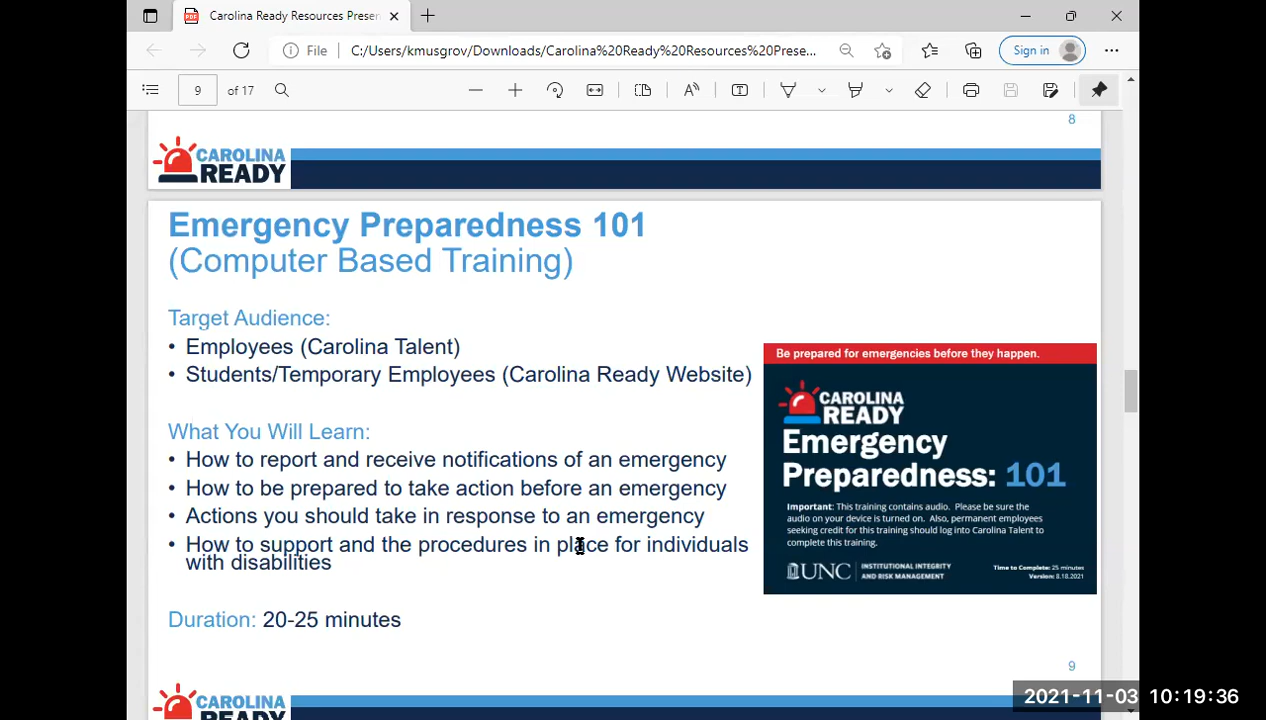 Carolina Ready Resources Presen
File
C:/Users/kmusgrov/Downloads/Carolina%20Ready%20Resources%20Prese...
Sign in
9 of 17
8
CAROLINA
READY
Emergency Preparedness 101
(Computer Based Training)
Target Audience:
• Employees (Carolina Talent)
• Students/Temporary Employees (Carolina Ready Website)
What You Will Learn:
• How to report and receive notifications of an emergency
• How to be prepared to take action before an emergency
• Actions you should take in response to an emergency
• How to support and the procedures in place for individuals
with disabilities
Duration: 20-25 minutes
Be prepared for emergencies before they happen.
CAROLINA
READY
Emergency
Preparedness: 101
Important: This training contains audio. Please be sure the
audio on your device is turned on. Also, permanent employees
seeking credit for this training should log into Carolina Talent to
complete this training.
UNC
INSTITUTIONAL INTEGRITY
AND RISK MANAGEMENT
Time to Complete: 25 minutes
Version: 8.18.2021
9
CAROLINA
READY
2021-11-03 10:19:36